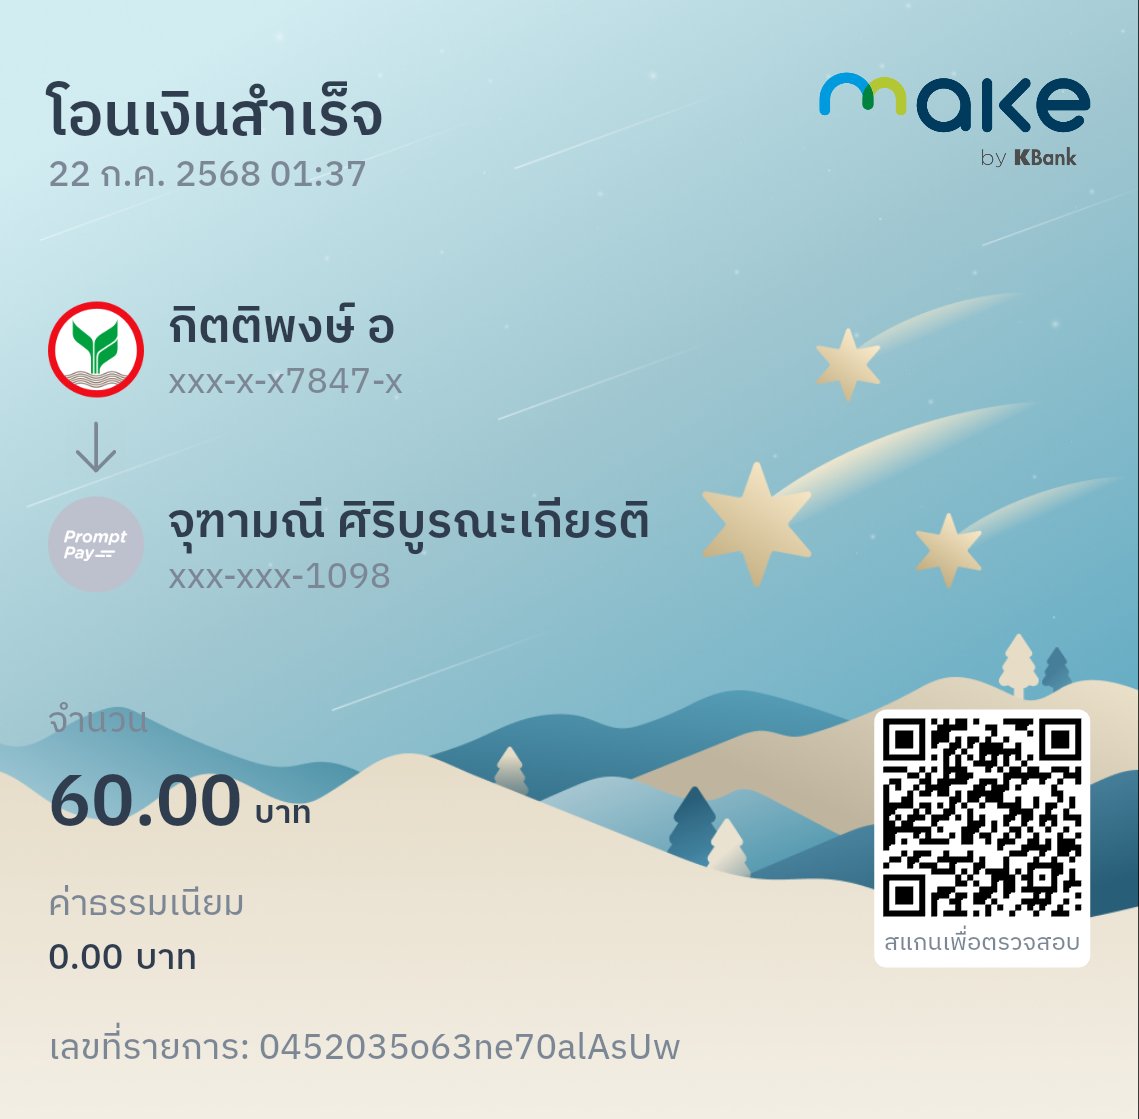 โอนเงินสำเร็จ
22 ก.ค. 2568 01:37
make
by KBank
กิตติพงษ์ อ
xxx-x-x7847-x
Prompt
Pay
จุฑามณี ศิริบูรณะเกียรติ
xxx-xxx-1098
จำนวน
60.00 บาท
ค่าธรรมเนียม
0.00 บาท
สแกนเพื่อตรวจสอบ
เลขที่รายการ: 0452035o63ne70alAsUw